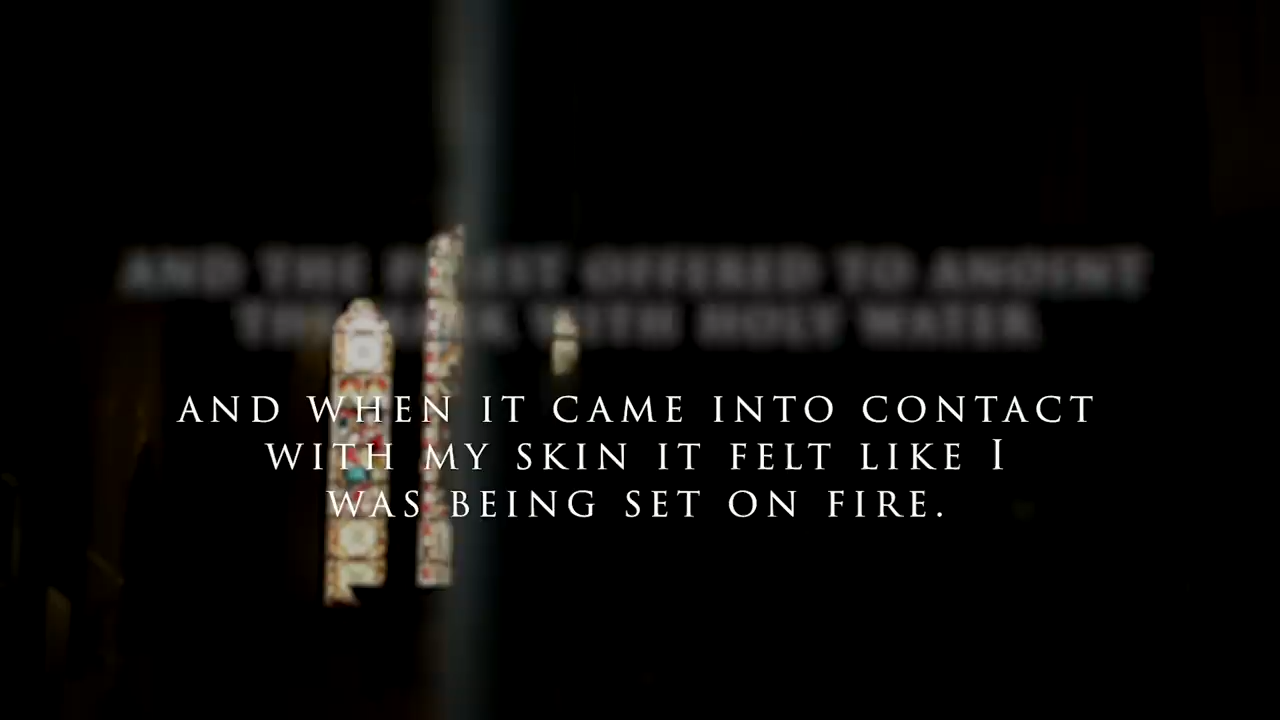 AND THE PRIEST OFFERED TO ANOINT
WITH HOLY WATER
AND WHEN IT CAME INTO CONTACT
WITH MY SKIN IT FELT LIKE I
WAS BEING SET ON FIRE.